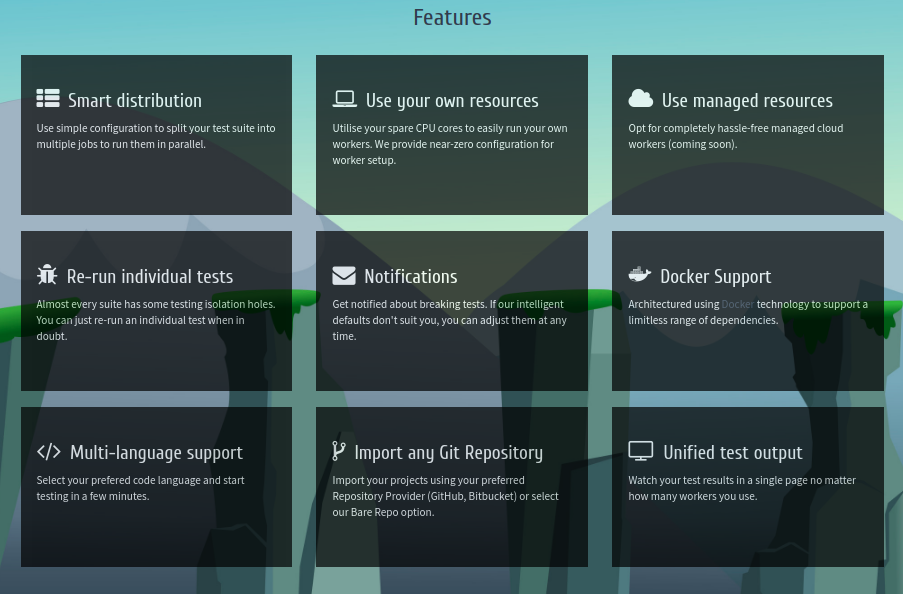 Features
Smart distribution
Use simple configuration to split your test suite into
multiple jobs to run them in parallel.
Use your own resources
Utilise your spare CPU cores to easily run your own
workers. We provide near-zero configuration for
worker setup.
Use managed resources
Opt for completely hassle-free managed cloud
workers (coming soon).
Re-run individual tests
Almost every suite has some testing isolation holes.
You can just re-run an individual test when in
doubt.
Notifications
Get notified about breaking tests. If our intelligent
defaults don't suit you, you can adjust them at any
time.
Docker Support
Architectured using Docker technology to support a
limitless range of dependencies.
Multi-language support
Select your prefered code language and start
testing in a few minutes.
Import any Git Repository
Import your projects using your preferred
Repository Provider (GitHub, Bitbucket) or select
our Bare Repo option.
Unified test output
Watch your test results in a single page no matter
how many workers you use.